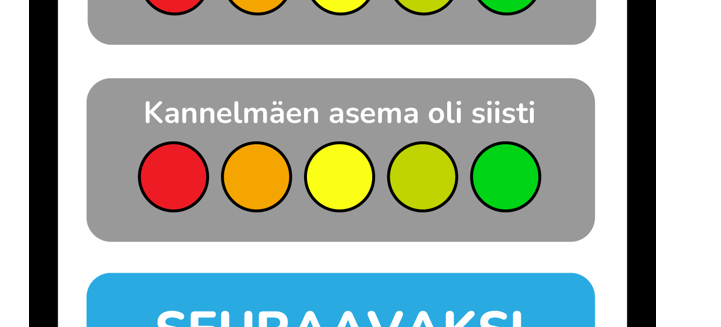 Kannelmäen asema oli siisti
SEURAAVAKSI